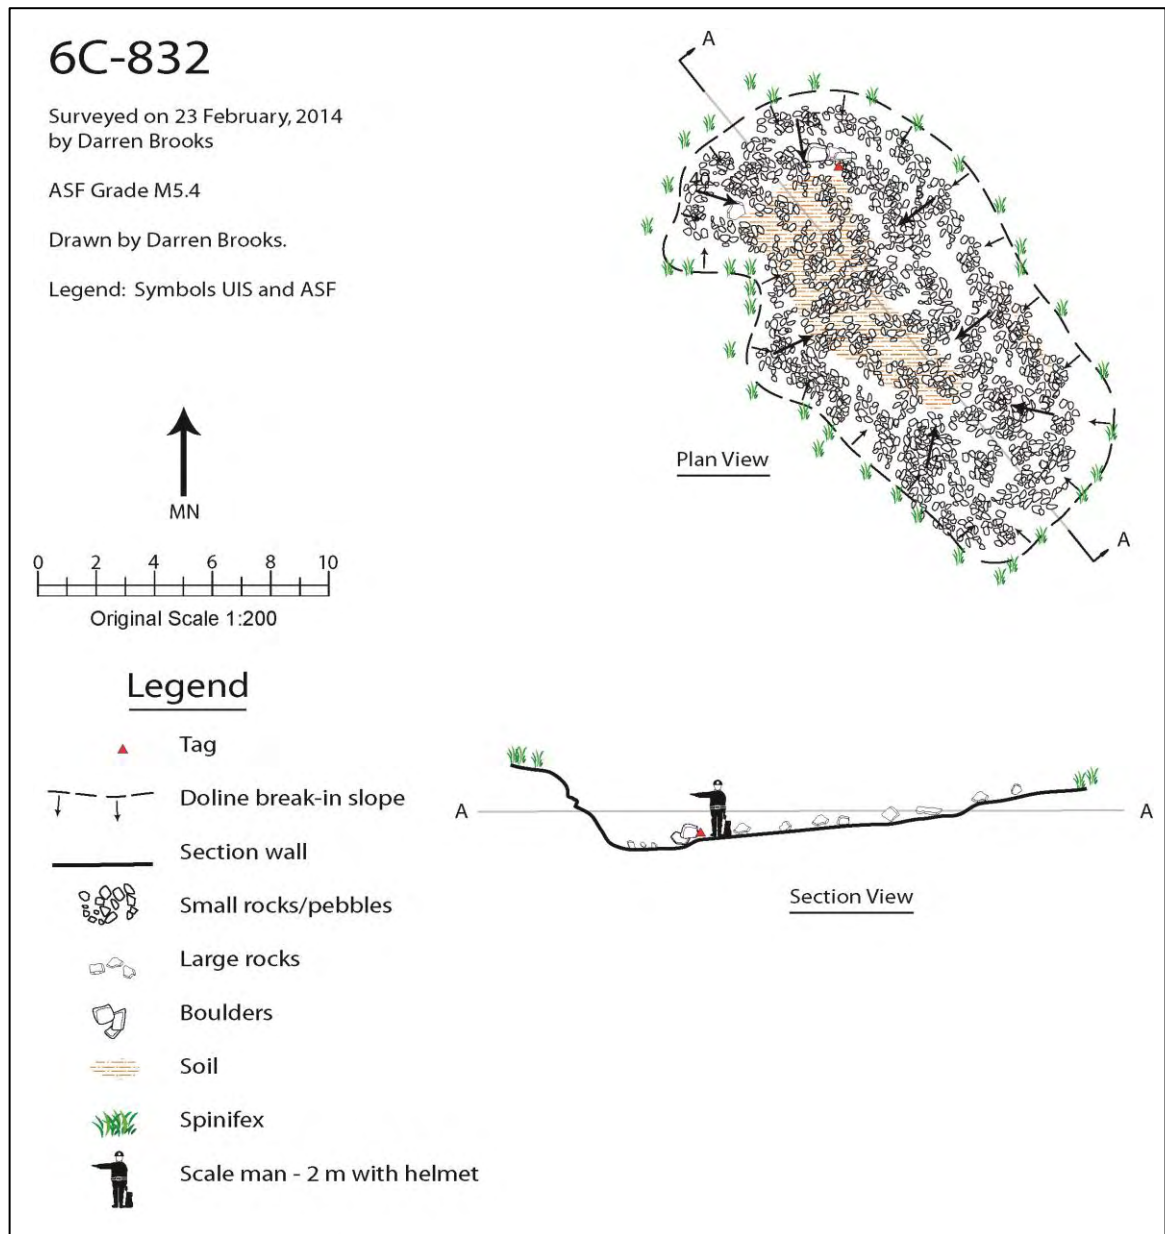 6C-832
Surveyed on 23 February, 2014
by Darren Brooks
ASF Grade M5.4
Drawn by Darren Brooks.
Legend: Symbols UIS and ASF
MN
0 2 4 6 8 10
Original Scale 1:200
A
45
40
Plan View
A
Legend
Tag
Doline break-in slope
Section wall
Small rocks/pebbles
Large rocks
Boulders
Soil
Spinifex
Scale man - 2 m with helmet
A
A
Section View